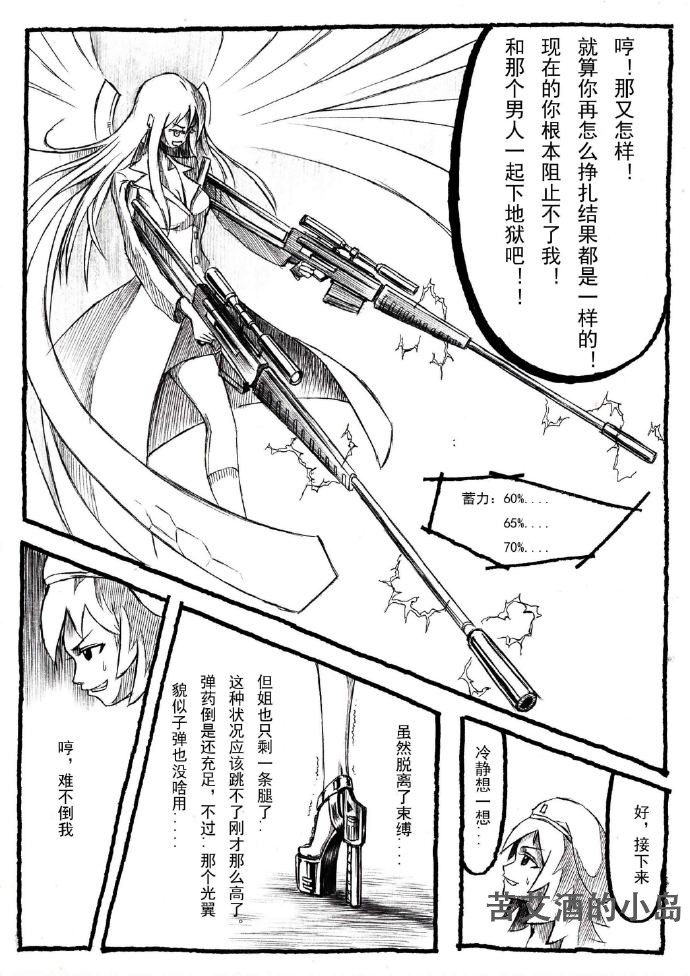 哼！那又怎样！
就算你再怎么挣扎结果都是一样的！
现在的你根本阻止不了我！
和那个男人一起下地狱吧！！
蓄力：60%....
65%....
70%....
好，接下来
冷静想一想...
虽然脱离了束缚...
但姐也只剩一条腿了.
这种状况应该跳不了刚才那么高了。
弹药倒是还充足，不过.那个光翼
貌似子弹也没啥用....
哼，难不倒我
苦艾酒的小岛